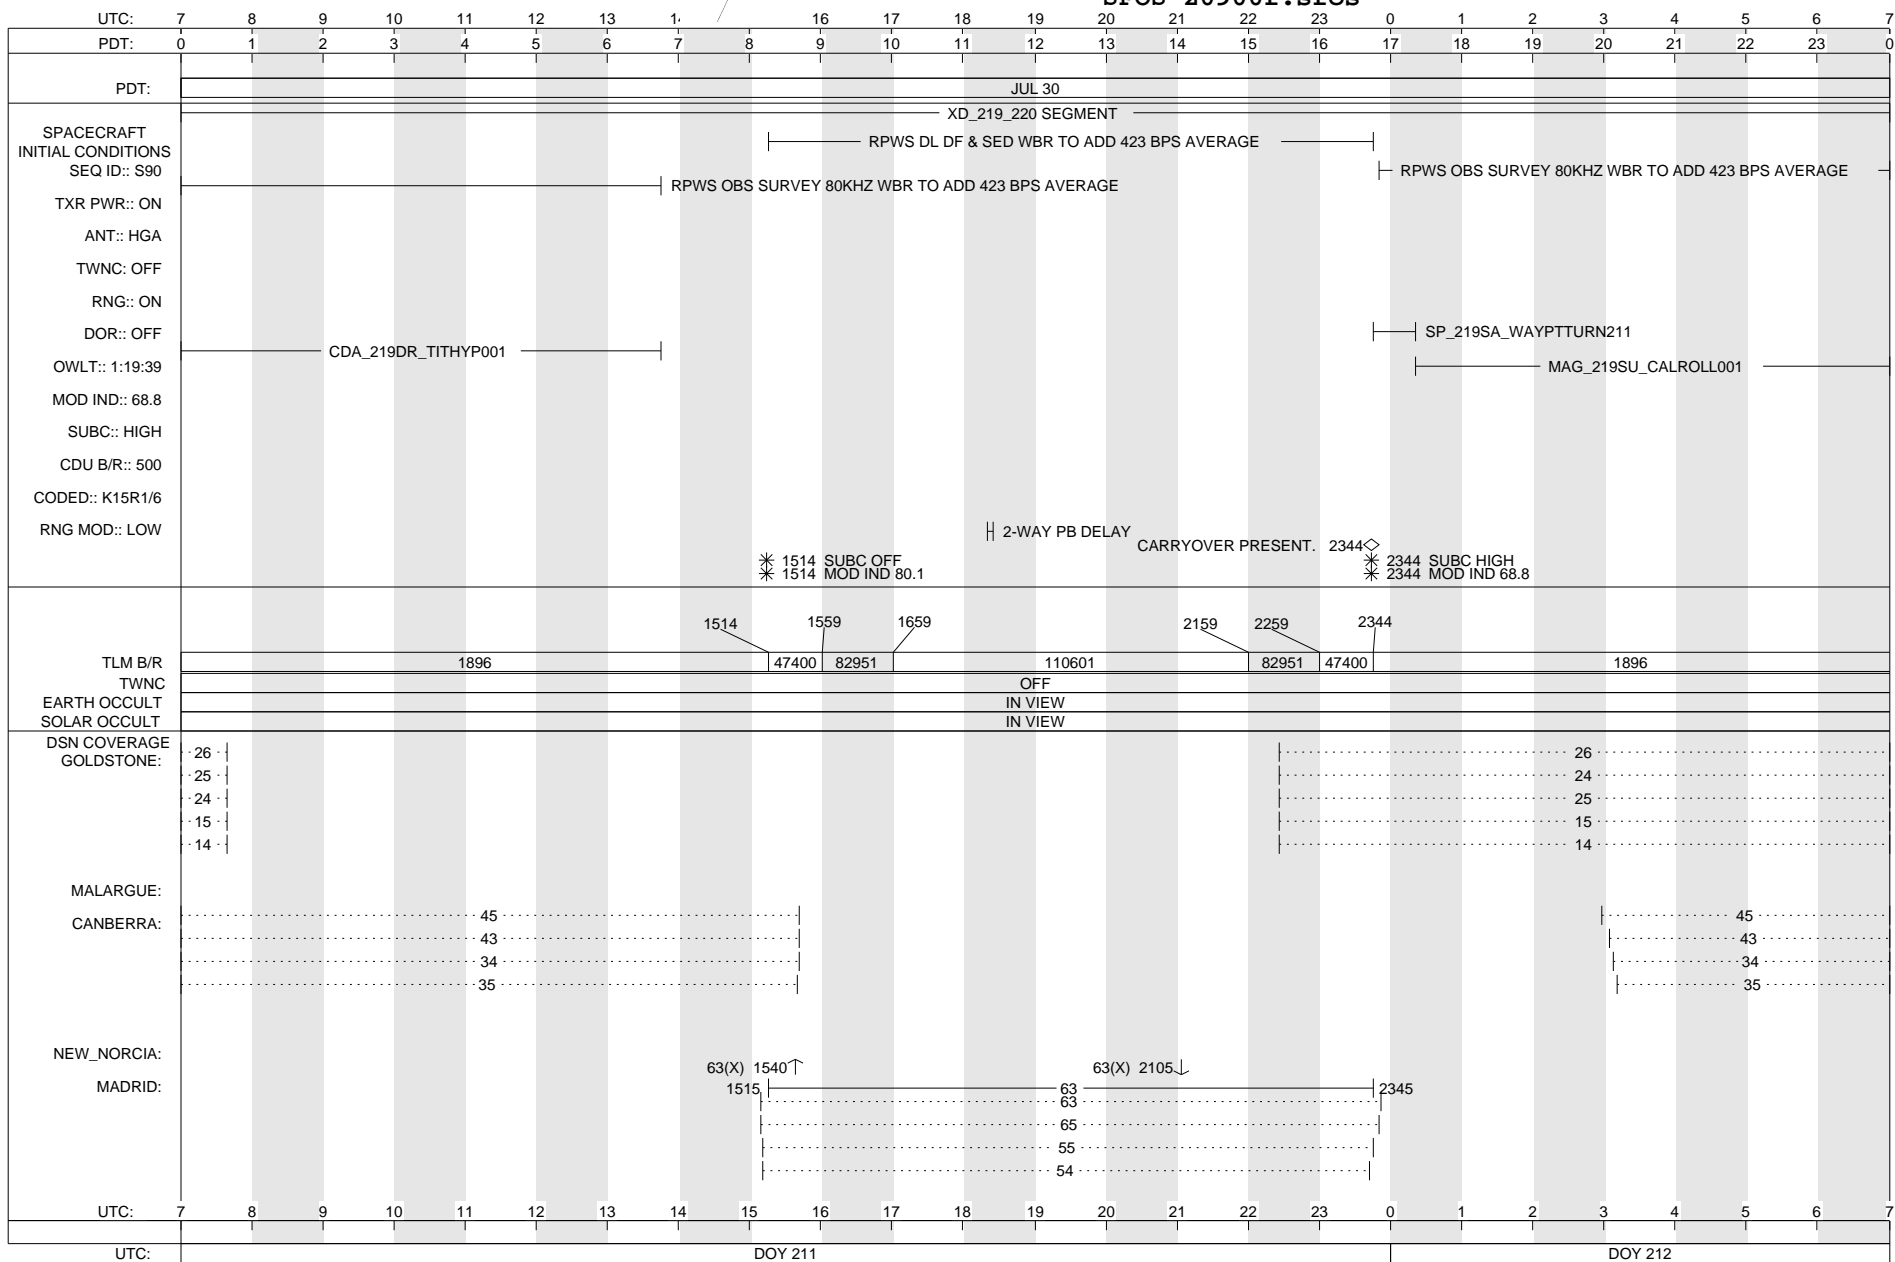 SFOS-20900P.sfos
UTC: 7 8 9 10 11 12 13 14 16 17 18 19 20 21 22 23 0 1 2 3 4 5 6 7
PDT: 0 1 2 3 4 5 6 7 8 9 10 11 12 13 14 15 16 17 18 19 20 21 22 23 0
PDT: JUL 30
XD_219_220 SEGMENT
SPACECRAFT
INITIAL CONDITIONS
RPWS DL DF & SED WBR TO ADD 423 BPS AVERAGE
SEQ ID:: S90
RPWS OBS SURVEY 80KHZ WBR TO ADD 423 BPS AVERAGE
RPWS OBS SURVEY 80KHZ WBR TO ADD 423 BPS AVERAGE
TXR PWR:: ON
ANT:: HGA
TWNC: OFF
RNG:: ON
DOR:: OFF
SP_219SA_WAYPTTURN211
CDA_219DR_TITHYP001
OWLT:: 1:19:39
MAG_219SU_CALROLL001
MOD IND:: 68.8
SUBC:: HIGH
CDU B/R:: 500
CODED:: K15R1/6
RNG MOD:: LOW
2-WAY PB DELAY
CARRYOVER PRESENT. 2344
1514 SUBC OFF
2344 SUBC HIGH
1514 MOD IND 80.1
2344 MOD IND 68.8
1514 1559 1659 2159 2259 2344
TLM B/R 1896 47400 82951 110601 82951 47400 1896
TWNC OFF
EARTH OCCULT IN VIEW
SOLAR OCCULT IN VIEW
DSN COVERAGE
GOLDSTONE:
26 26
25 24
24 25
15 15
14 14
MALARGUE:
CANBERRA:
45 45
43 43
34 34
35 35
NEW_NORCIA:
63(X) 1540 63(X) 2105
MADRID:
1515 63 2345
63
65
55
54
UTC: 7 8 9 10 11 12 13 14 15 16 17 18 19 20 21 22 23 0 1 2 3 4 5 6 7
UTC: DOY 211 DOY 212